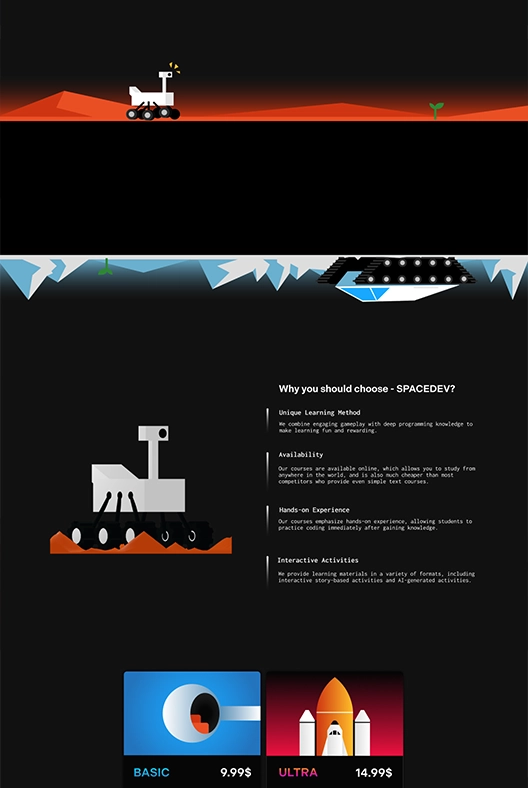 Why you should choose - SPACEDEV?
Unique Learning Method
We combine engaging gameplay with deep programming knowledge to
make learning fun and rewarding.
Availability
Our courses are available online, which allows you to study from
anywhere in the world, and is also much cheaper than most
competitors who provide even simple text courses.
Hands-on Experience
Our courses emphasize hands-on experience, allowing students to
practice coding immediately after gaining knowledge.
Interactive Activities
We provide learning materials in a variety of formats, including
interactive story-based activities and AI-generated activities.
BASIC 9.99$
ULTRA 14.99$